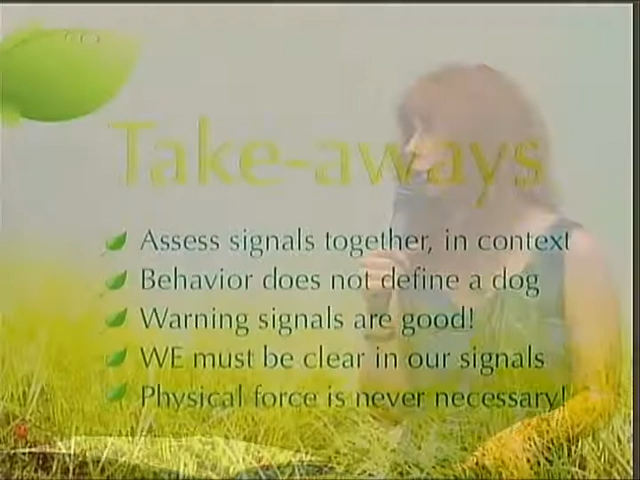 Take-aways
Assess signals together, in context
Behavior does not define a dog
Warning signals are good!
WE must be clear in our signals
Physical force is never necessary!